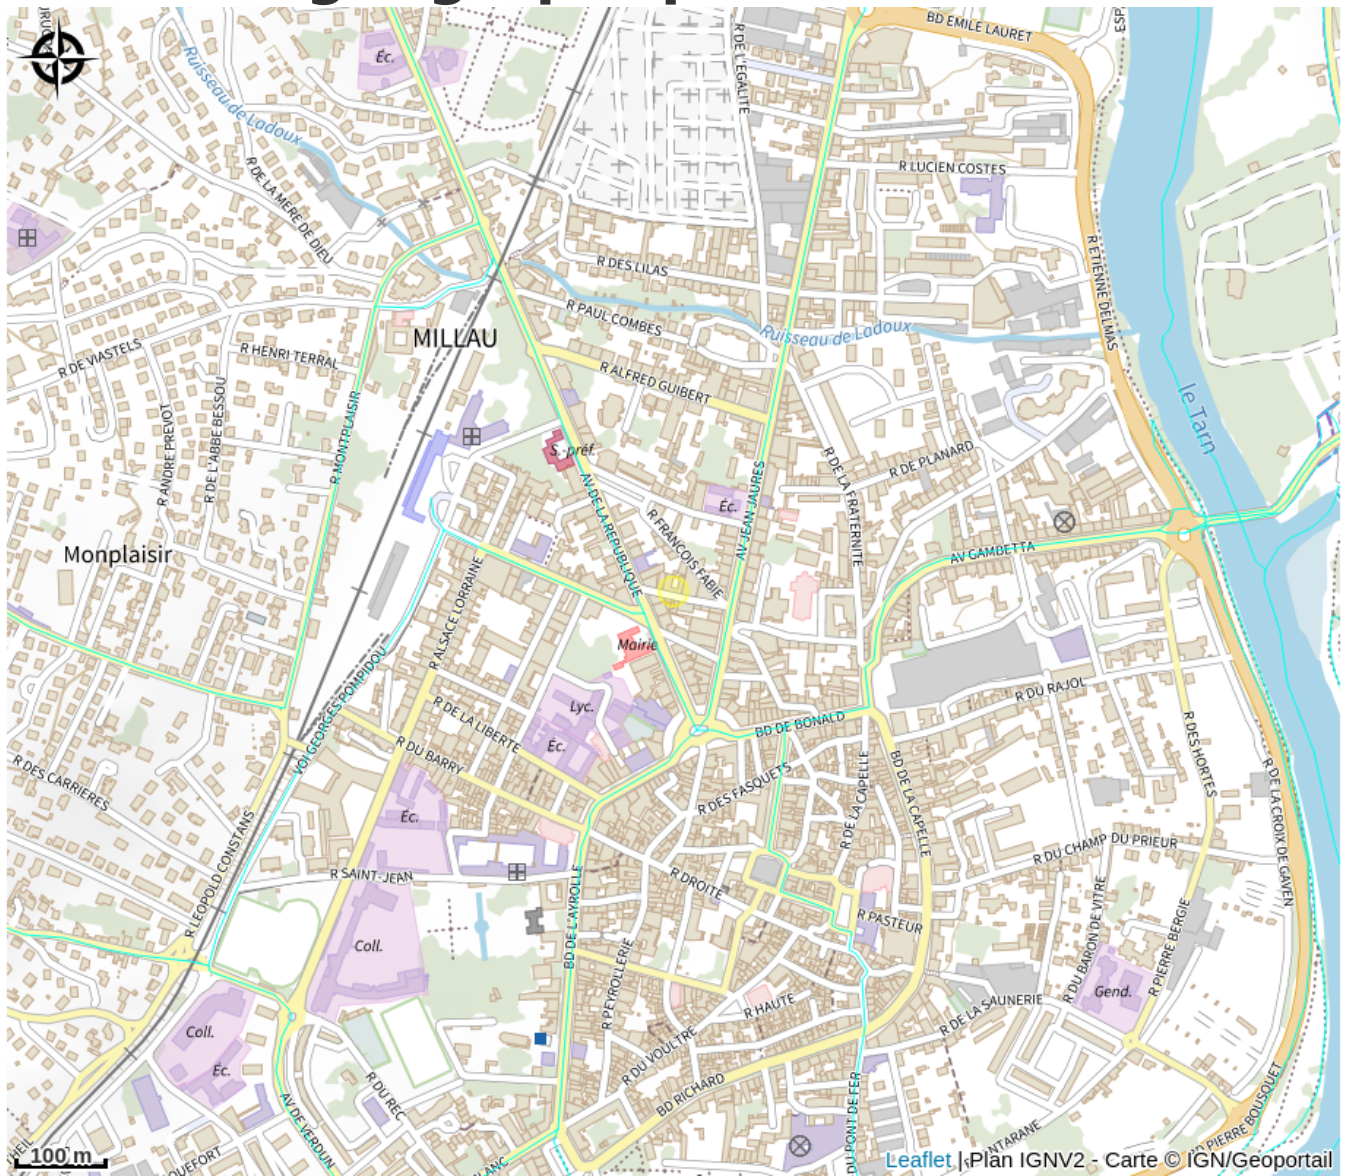 BD EMILE LAURET
R DE L'EGALITE
Éc.
Ruisseau de Ladoux
R LUCIEN COSTES
R DE LA MERE DE DIEU
R DES LILAS
R ETIENNE DELMAS
R PAUL COMBES
Ruisseau de Ladoux
MILLAU
R DE VIASTELS
R HENRI TERRAL
R ALFRED GUIBERT
le Tarn
R ANDRE PREVOT
R DE L'ABBE BESSOU
R MONTPLAISIR
S.-préf.
R DE LA FRATERNITE
R DE PLANARD
AV DE LA REPUBLIQUE
Éc.
AV JEAN JAURES
R FRANCOIS FABIE
Monplaisir
AV GAMBETTA
R ALSACE LORRAINE
Mairie
VOI GEORGES POMPIDOU
R DU RAJOL
Lyc.
R DE LA LIBERTE
BD DE BONALD
Éc.
R DU BARRY
R DES HORTES
R DES CARRIERES
R DES FASQUETS
R DE LA CAPELLE
BD DE LA CAPELLE
R DE LA CROIX DE GAVEN
Éc.
R LEOPOLD CONSTANS
R DU CHAMP DU PRIEUR
R SAINT-JEAN
R DROITE
BD DE L'AYROLLE
R PASTEUR
R DU BARON DE VITRE
R PIERRE BERGIE
Coll.
R PEYROLLERIE
Gend.
R HAUTE
R DE LA SAUNERIE
Coll.
R DU VOULTRE
Éc.
BD RICHARD
R DU REC
AV DE VERDUN
DU PONT DE FER
ANTARANE
D PIERRE BOUSQUET
100 m
QUEFORT
LANC
Leaflet | Plan IGNV2 - Carte © IGN/Geoportail